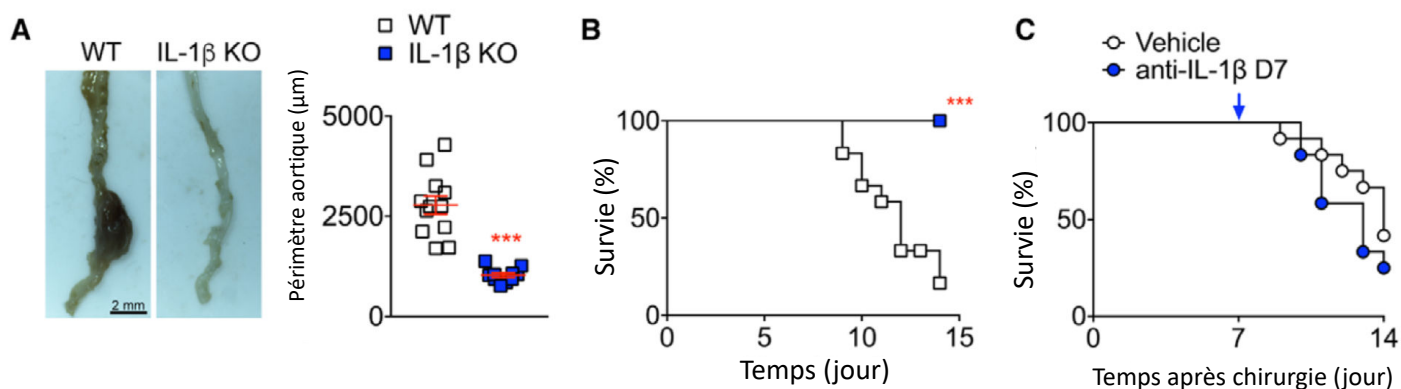 A
WT
IL-1β KO
2 mm
WT
IL-1β KO
Périmètre aortique (µm)
5000
2500
0
***
B
***
Survie (%)
100
50
0
0
5
10
15
Temps (jour)
C
Vehicle
anti-IL-1β D7
Survie (%)
100
50
0
0
7
14
Temps après chirurgie (jour)